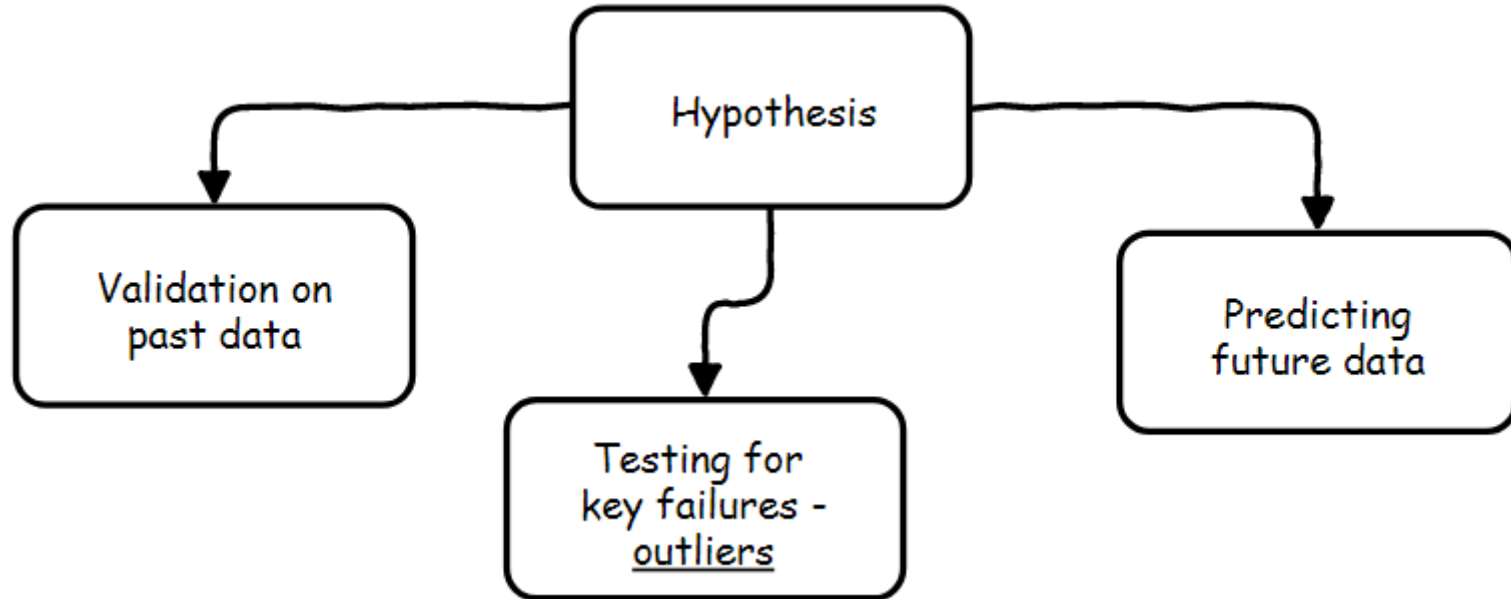 Hypothesis
Validation on
past data
Testing for
key failures -
outliers
Predicting
future data